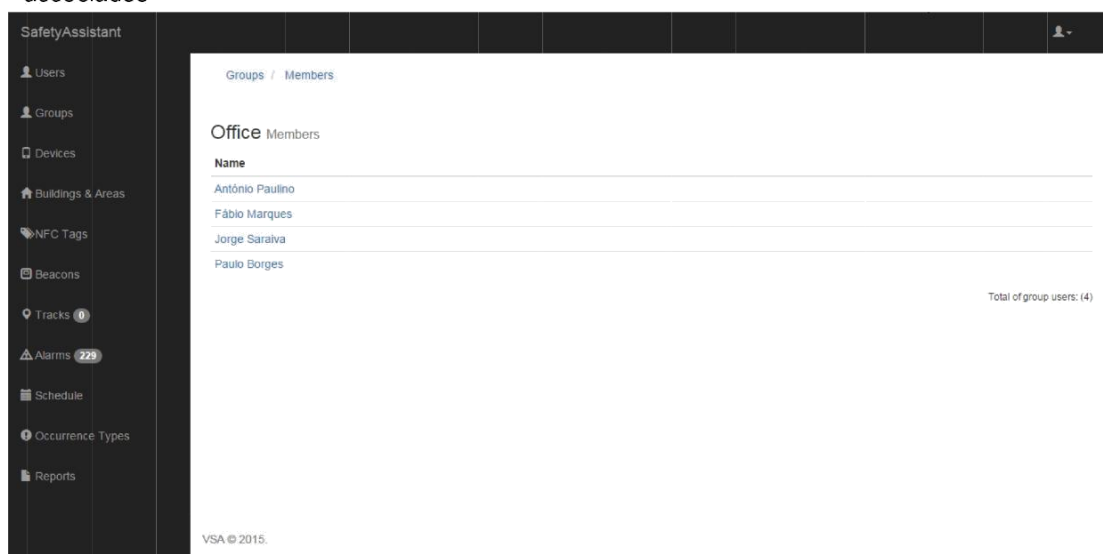 associados
SafetyAssistant
Users
Groups
Devices
Buildings & Areas
NFC Tags
Beacons
Tracks 0
Alarms 229
Schedule
Occurrence Types
Reports
Groups / Members
Office Members
Name
António Paulino
Fábio Marques
Jorge Saraiva
Paulo Borges
Total of group users: (4)
VSA © 2015.